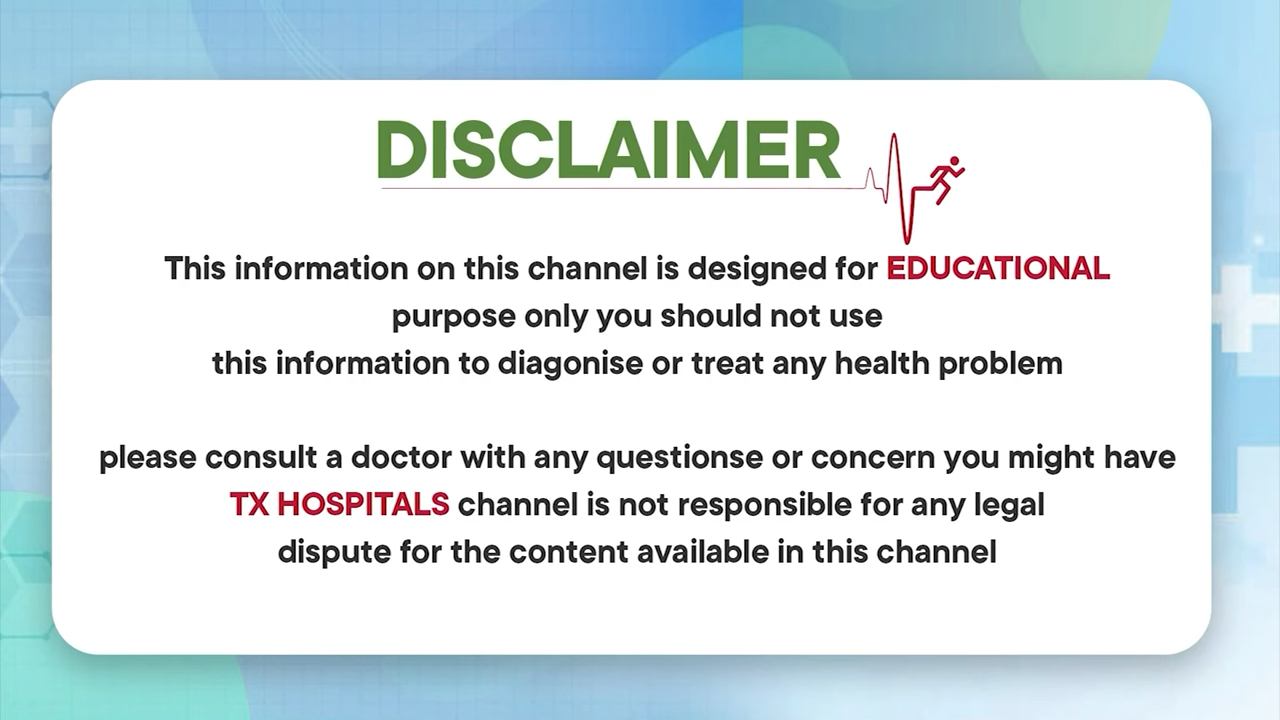 DISCLAIMER
This information on this channel is designed for EDUCATIONAL
purpose only you should not use
this information to diagonise or treat any health problem
please consult a doctor with any questionse or concern you might have
TX HOSPITALS channel is not responsible for any legal
dispute for the content available in this channel